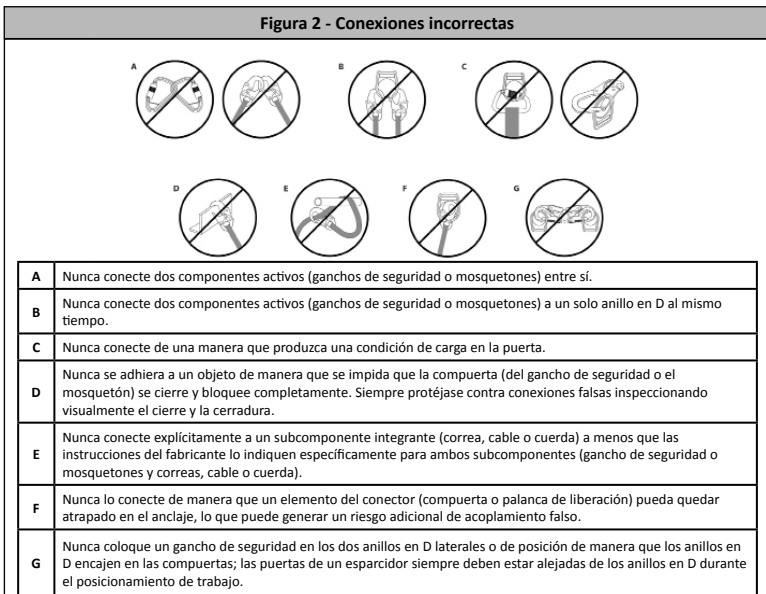 Figura 2 - Conexiones incorrectas
A
B
C
D
E
F
G
A Nunca conecte dos componentes activos (ganchos de seguridad o mosquetones) entre sí.
B Nunca conecte dos componentes activos (ganchos de seguridad o mosquetones) a un solo anillo en D al mismo
tiempo.
C Nunca conecte de una manera que produzca una condición de carga en la puerta.
D Nunca se adhiera a un objeto de manera que se impida que la compuerta (del gancho de seguridad o el
mosquetón) se cierre y bloquee completamente. Siempre protéjase contra conexiones falsas inspeccionando
visualmente el cierre y la cerradura.
E Nunca conecte explícitamente a un subcomponente integrante (correa, cable o cuerda) a menos que las
instrucciones del fabricante lo indiquen específicamente para ambos subcomponentes (gancho de seguridad o
mosquetones y correas, cable o cuerda).
F Nunca lo conecte de manera que un elemento del conector (compuerta o palanca de liberación) pueda quedar
atrapado en el anclaje, lo que puede generar un riesgo adicional de acoplamiento falso.
G Nunca coloque un gancho de seguridad en los dos anillos en D laterales o de posición de manera que los anillos en
D encajen en las compuertas; las puertas de un esparcidor siempre deben estar alejadas de los anillos en D durante
el posicionamiento de trabajo.